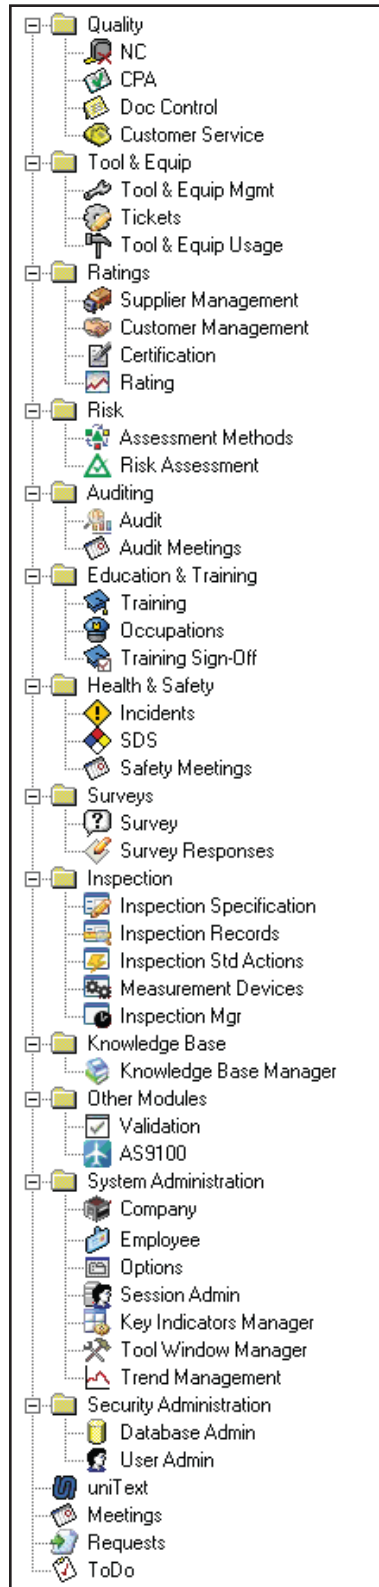 Quality
NC
CPA
Doc Control
Customer Service
Tool & Equip
Tool & Equip Mgmt
Tickets
Tool & Equip Usage
Ratings
Supplier Management
Customer Management
Certification
Rating
Risk
Assessment Methods
Risk Assessment
Auditing
Audit
Audit Meetings
Education & Training
Training
Occupations
Training Sign-Off
Health & Safety
Incidents
SDS
Safety Meetings
Surveys
Survey
Survey Responses
Inspection
Inspection Specification
Inspection Records
Inspection Std Actions
Measurement Devices
Inspection Mgr
Knowledge Base
Knowledge Base Manager
Other Modules
Validation
AS9100
System Administration
Company
Employee
Options
Session Admin
Key Indicators Manager
Tool Window Manager
Trend Management
Security Administration
Database Admin
User Admin
uniText
Meetings
Requests
ToDo